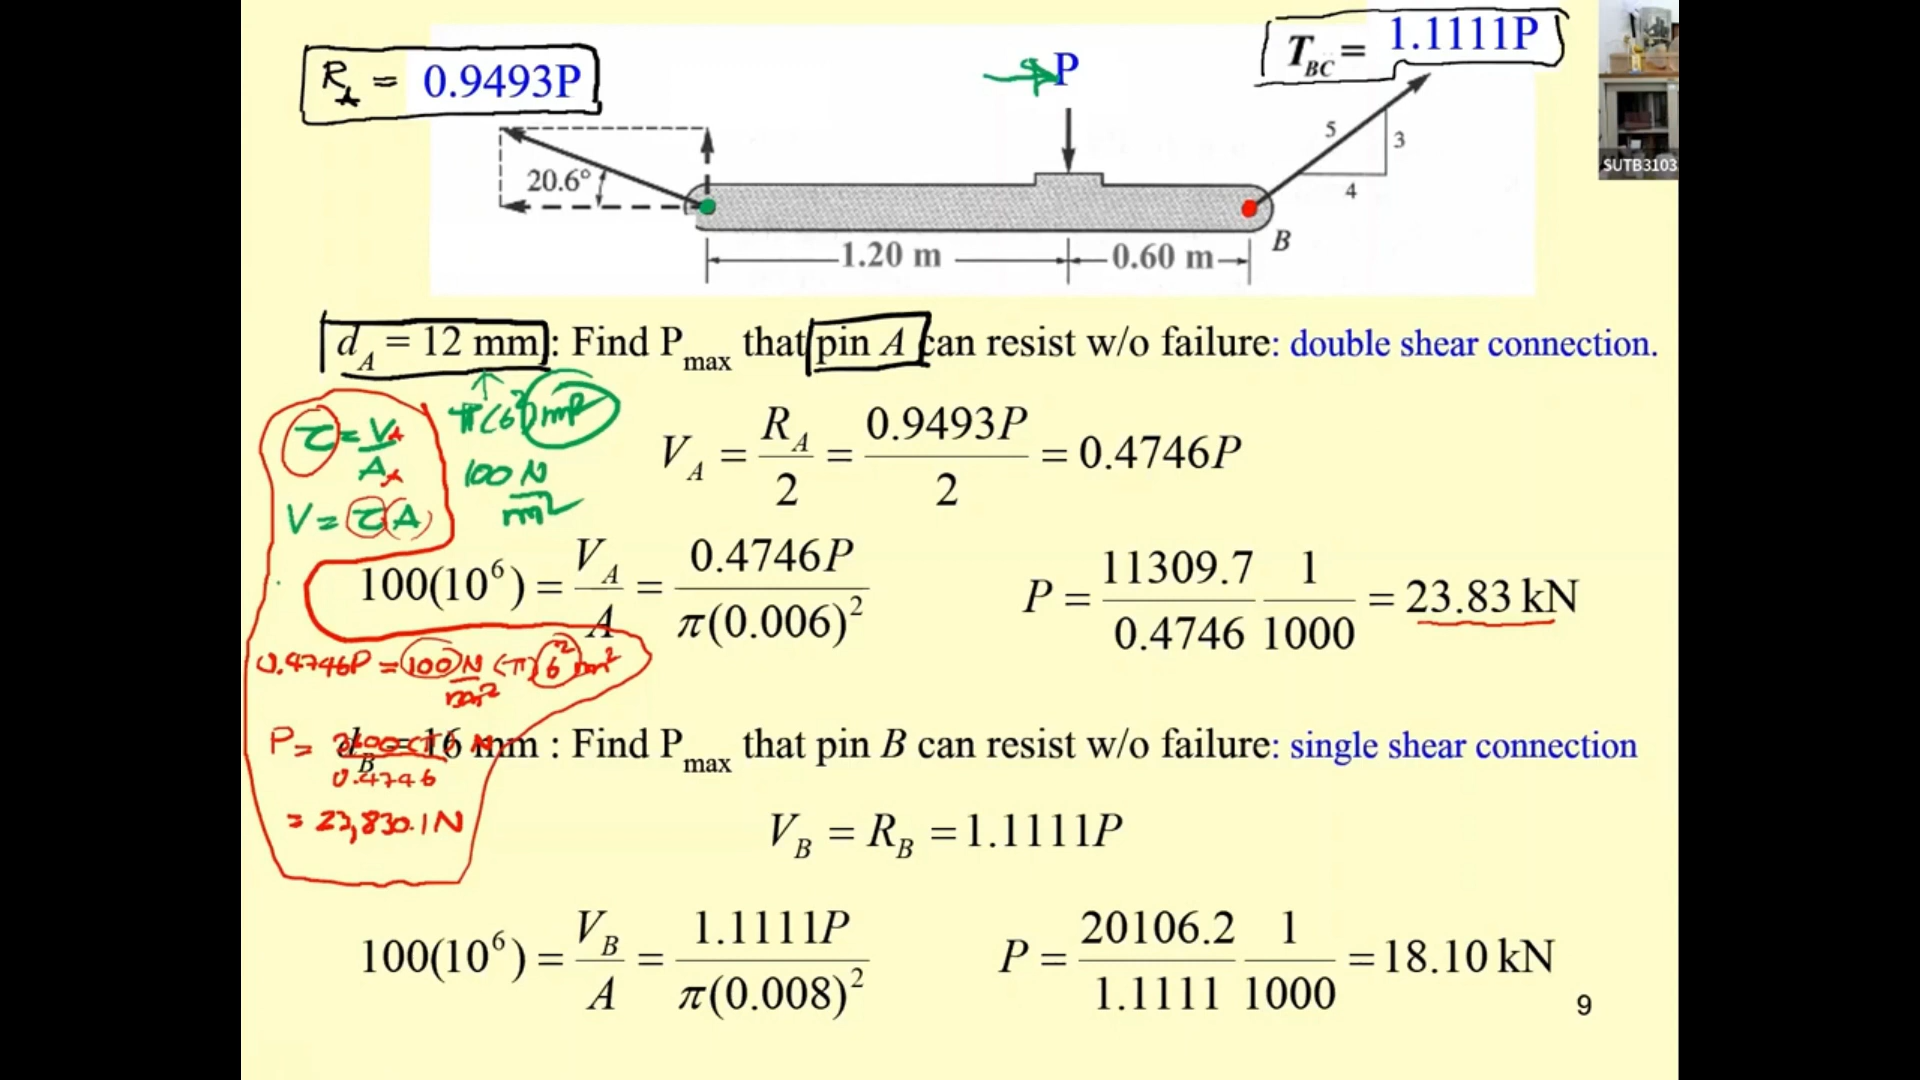 R_A = 0.9493P
P
T_BC = 1.1111P
20.6°
5
3
4
B
1.20 m
0.60 m
d_A = 12 mm : Find P_max that pin A can resist w/o failure: double shear connection.
τ = V_A / A_A
π(6²) mm²
100 N / mm²
V = τ(A)
V_A = R_A / 2 = 0.9493P / 2 = 0.4746P
100(10⁶) = V_A / A = 0.4746P / π(0.006)²
P = 11309.7 / 0.4746 1 / 1000 = 23.83 kN
0.4746P = 100 N / mm² (π) 6² mm²
d_B = 16 mm : Find P_max that pin B can resist w/o failure: single shear connection
P = 3600(π) N / 0.4746
= 23,830.1 N
V_B = R_B = 1.1111P
100(10⁶) = V_B / A = 1.1111P / π(0.008)²
P = 20106.2 / 1.1111 1 / 1000 = 18.10 kN
9
SUTB3103